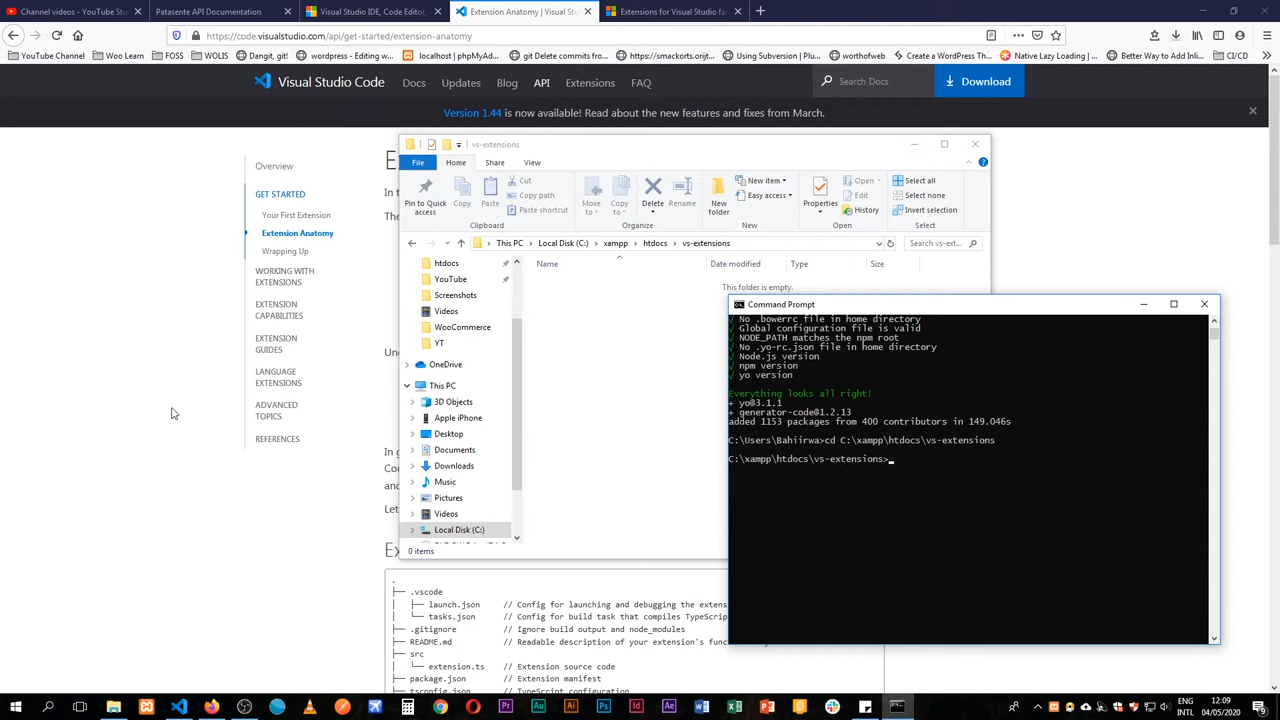 Channel videos - YouTube Stu
Patasente API Documentation
Visual Studio IDE, Code Editor,
Extension Anatomy | Visual Stu
Extensions for Visual Studio fam
https://code.visualstudio.com/api/get-started/extension-anatomy
YouTube Channel
Woo Learn
FOSS
WOLIS
Dangit, git!
wordpress - Editing w
localhost | phpMyAd
git Delete commits fro
https://smackorts.orijt
Using Subversion | Plu
worthofweb
Create a WordPress Th
Native Lazy Loading |
Better Way to Add Inlin
CI/CD
Visual Studio Code
Docs
Updates
Blog
API
Extensions
FAQ
Search Docs
Download
Version 1.44 is now available! Read about the new features and fixes from March.
Overview
GET STARTED
Your First Extension
Extension Anatomy
Wrapping Up
WORKING WITH
EXTENSIONS
EXTENSION
CAPABILITIES
EXTENSION
GUIDES
LANGUAGE
EXTENSIONS
ADVANCED
TOPICS
REFERENCES
vs-extensions
File
Home
Share
View
Pin to Quick
access
Copy
Paste
Cut
Copy path
Paste shortcut
Clipboard
Move
to
Copy
to
Delete
Rename
Organize
New
folder
New item
Easy access
New
Properties
Open
Edit
History
Open
Select all
Select none
Invert selection
Select
This PC
Local Disk (C:)
xampp
htdocs
vs-extensions
Search vs-ext...
Name
Date modified
Type
Size
This folder is empty.
htdocs
YouTube
Screenshots
Videos
WooCommerce
YT
OneDrive
This PC
3D Objects
Apple iPhone
Desktop
Documents
Downloads
Music
Pictures
Videos
Local Disk (C:)
0 items
Command Prompt
√ No .bowerrc file in home directory
√ Global configuration file is valid
√ NODE_PATH matches the npm root
√ No .yo-rc.json file in home directory
√ Node.js version
√ npm version
√ yo version
Everything looks all right!
+ yo@3.1.1
+ generator-code@1.2.13
added 1153 packages from 400 contributors in 149.046s
C:\Users\Bahiirwa>cd C:\xampp\htdocs\vs-extensions
C:\xampp\htdocs\vs-extensions>_
.
├── .vscode
│ ├── launch.json // Config for launching and debugging the extens
│ └── tasks.json // Config for build task that compiles TypeScript
├── .gitignore // Ignore build output and node_modules
├── README.md // Readable description of your extension's func
├── src
│ └── extension.ts // Extension source code
├── package.json // Extension manifest
├── tsconfig.json // TypeScript configuration
ENG
INTL
12:09
04/05/2020